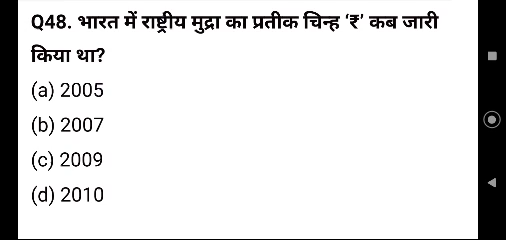 Q48. भारत में राष्ट्रीय मुद्रा का प्रतीक चिन्ह ‘₹’ कब जारी
किया था?
(a) 2005
(b) 2007
(c) 2009
(d) 2010